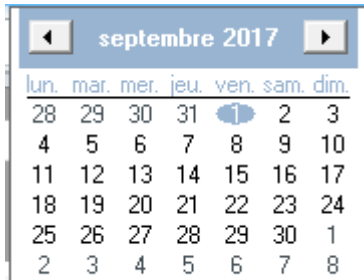 septembre 2017
lun. mar. mer. jeu. ven. sam. dim.
28 29 30 31 1 2 3
4 5 6 7 8 9 10
11 12 13 14 15 16 17
18 19 20 21 22 23 24
25 26 27 28 29 30 1
2 3 4 5 6 7 8